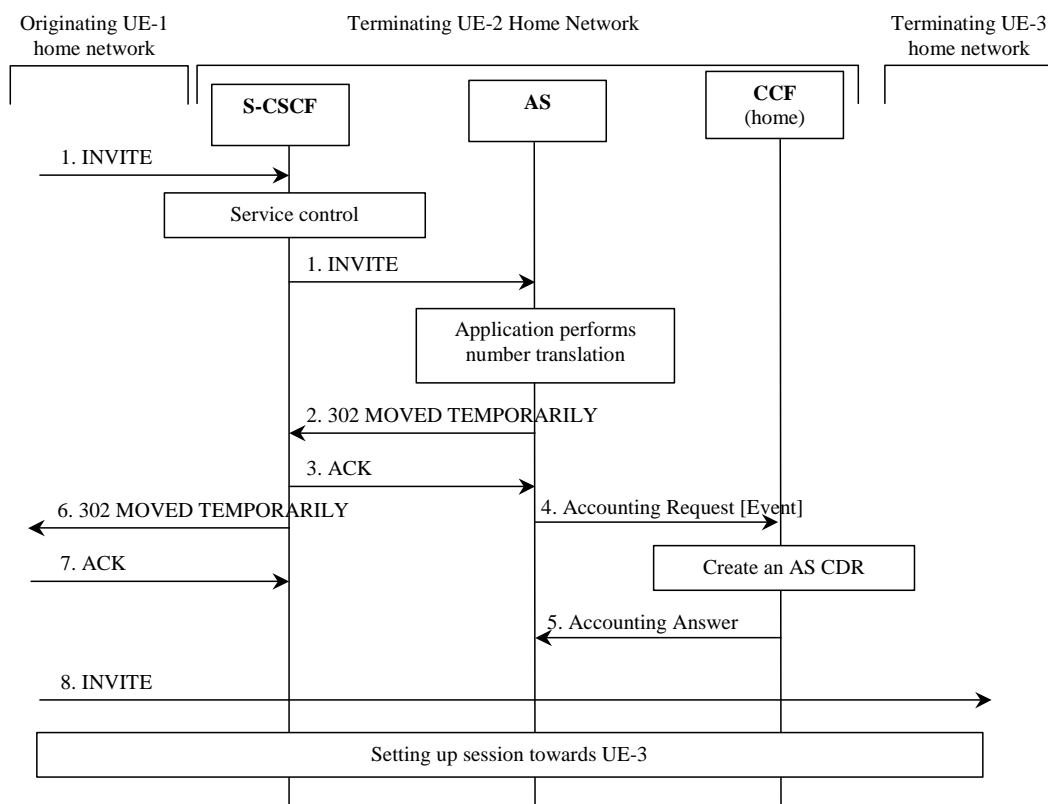 Originating UE-1
home network
Terminating UE-2 Home Network
Terminating UE-3
home network
S-CSCF
AS
CCF
(home)
1. INVITE
Service control
1. INVITE
Application performs
number translation
2. 302 MOVED TEMPORARILY
3. ACK
6. 302 MOVED TEMPORARILY
4. Accounting Request [Event]
7. ACK
Create an AS CDR
5. Accounting Answer
8. INVITE
Setting up session towards UE-3